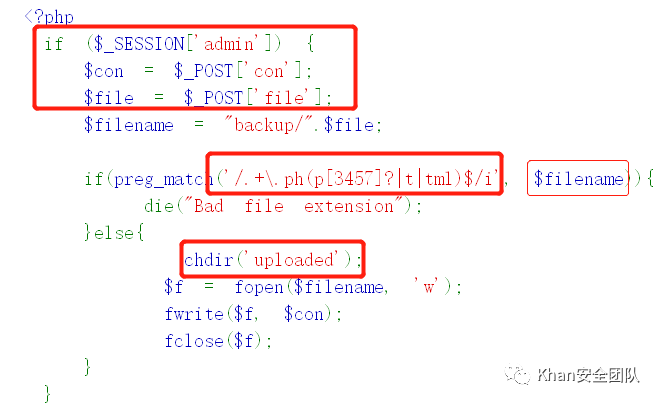 <?php
if ($_SESSION['admin']) {
$con = $_POST['con'];
$file = $_POST['file'];
$filename = "backup/".$file;
if(preg_match('/.+\.ph(p[3457]?|t|tml)$/i', $filename)){
die("Bad file extension");
}else{
chdir('uploaded');
$f = fopen($filename, 'w');
fwrite($f, $con);
fclose($f);
}
}
Khan安全团队